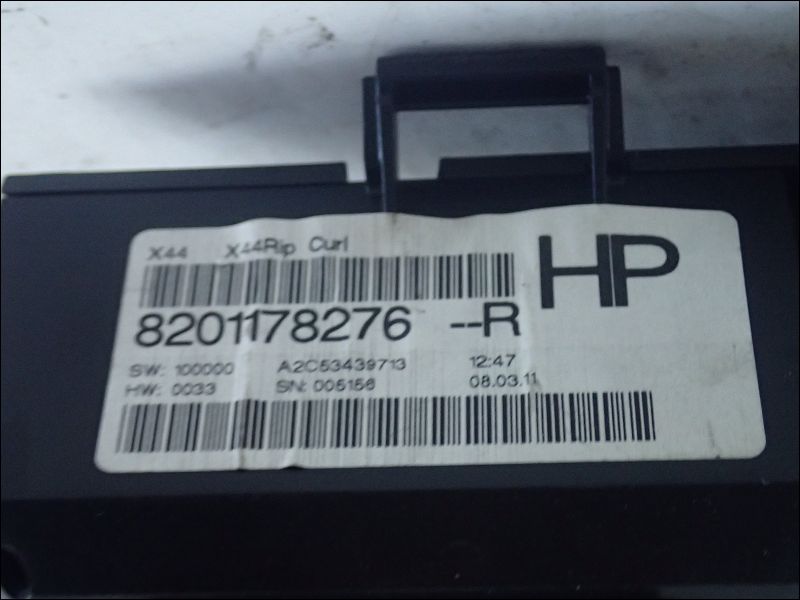 X44 X44Rip Curl
HP
8201178276 --R
SW: 100000 A2C53439713 12:47
HW: 0033 SN: 005156 08.03.11